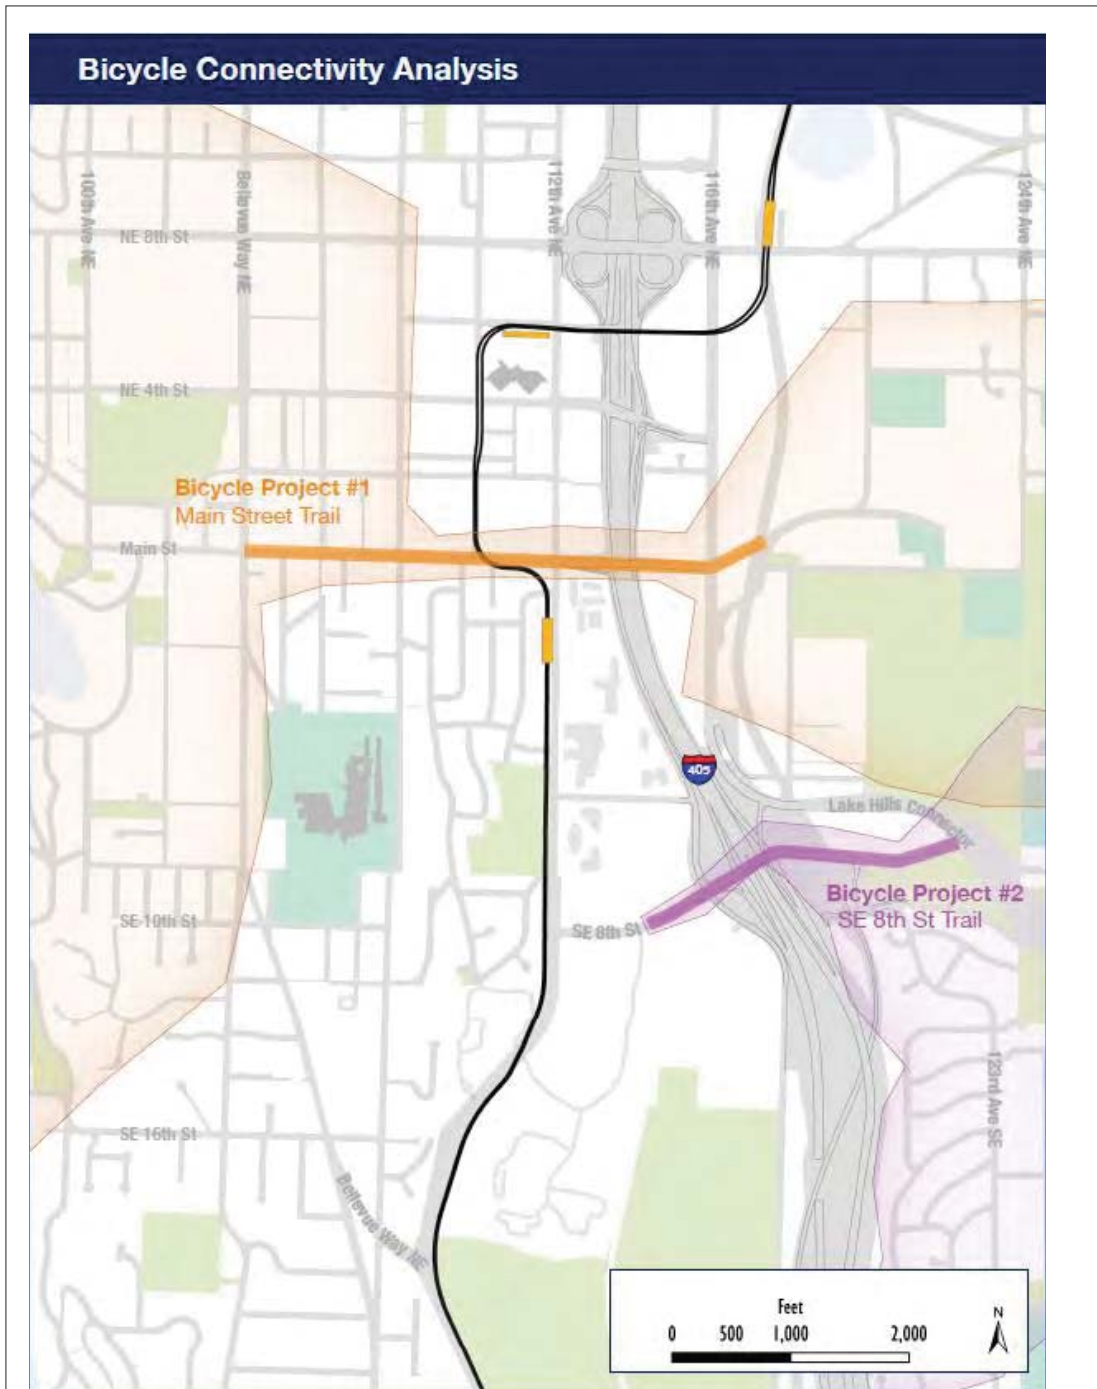 Bicycle Connectivity Analysis
100th Ave NE
Bellevue Way NE
112th Ave NE
116th Ave NE
124th Ave NE
NE 8th St
NE 4th St
Bicycle Project #1
Main Street Trail
Main St
405
Lake Hills Connector
Bicycle Project #2
SE 8th St Trail
SE 10th St
SE 8th St
123rd Ave SE
SE 16th St
Bellevue Way NE
Feet
0 500 1,000 2,000
N